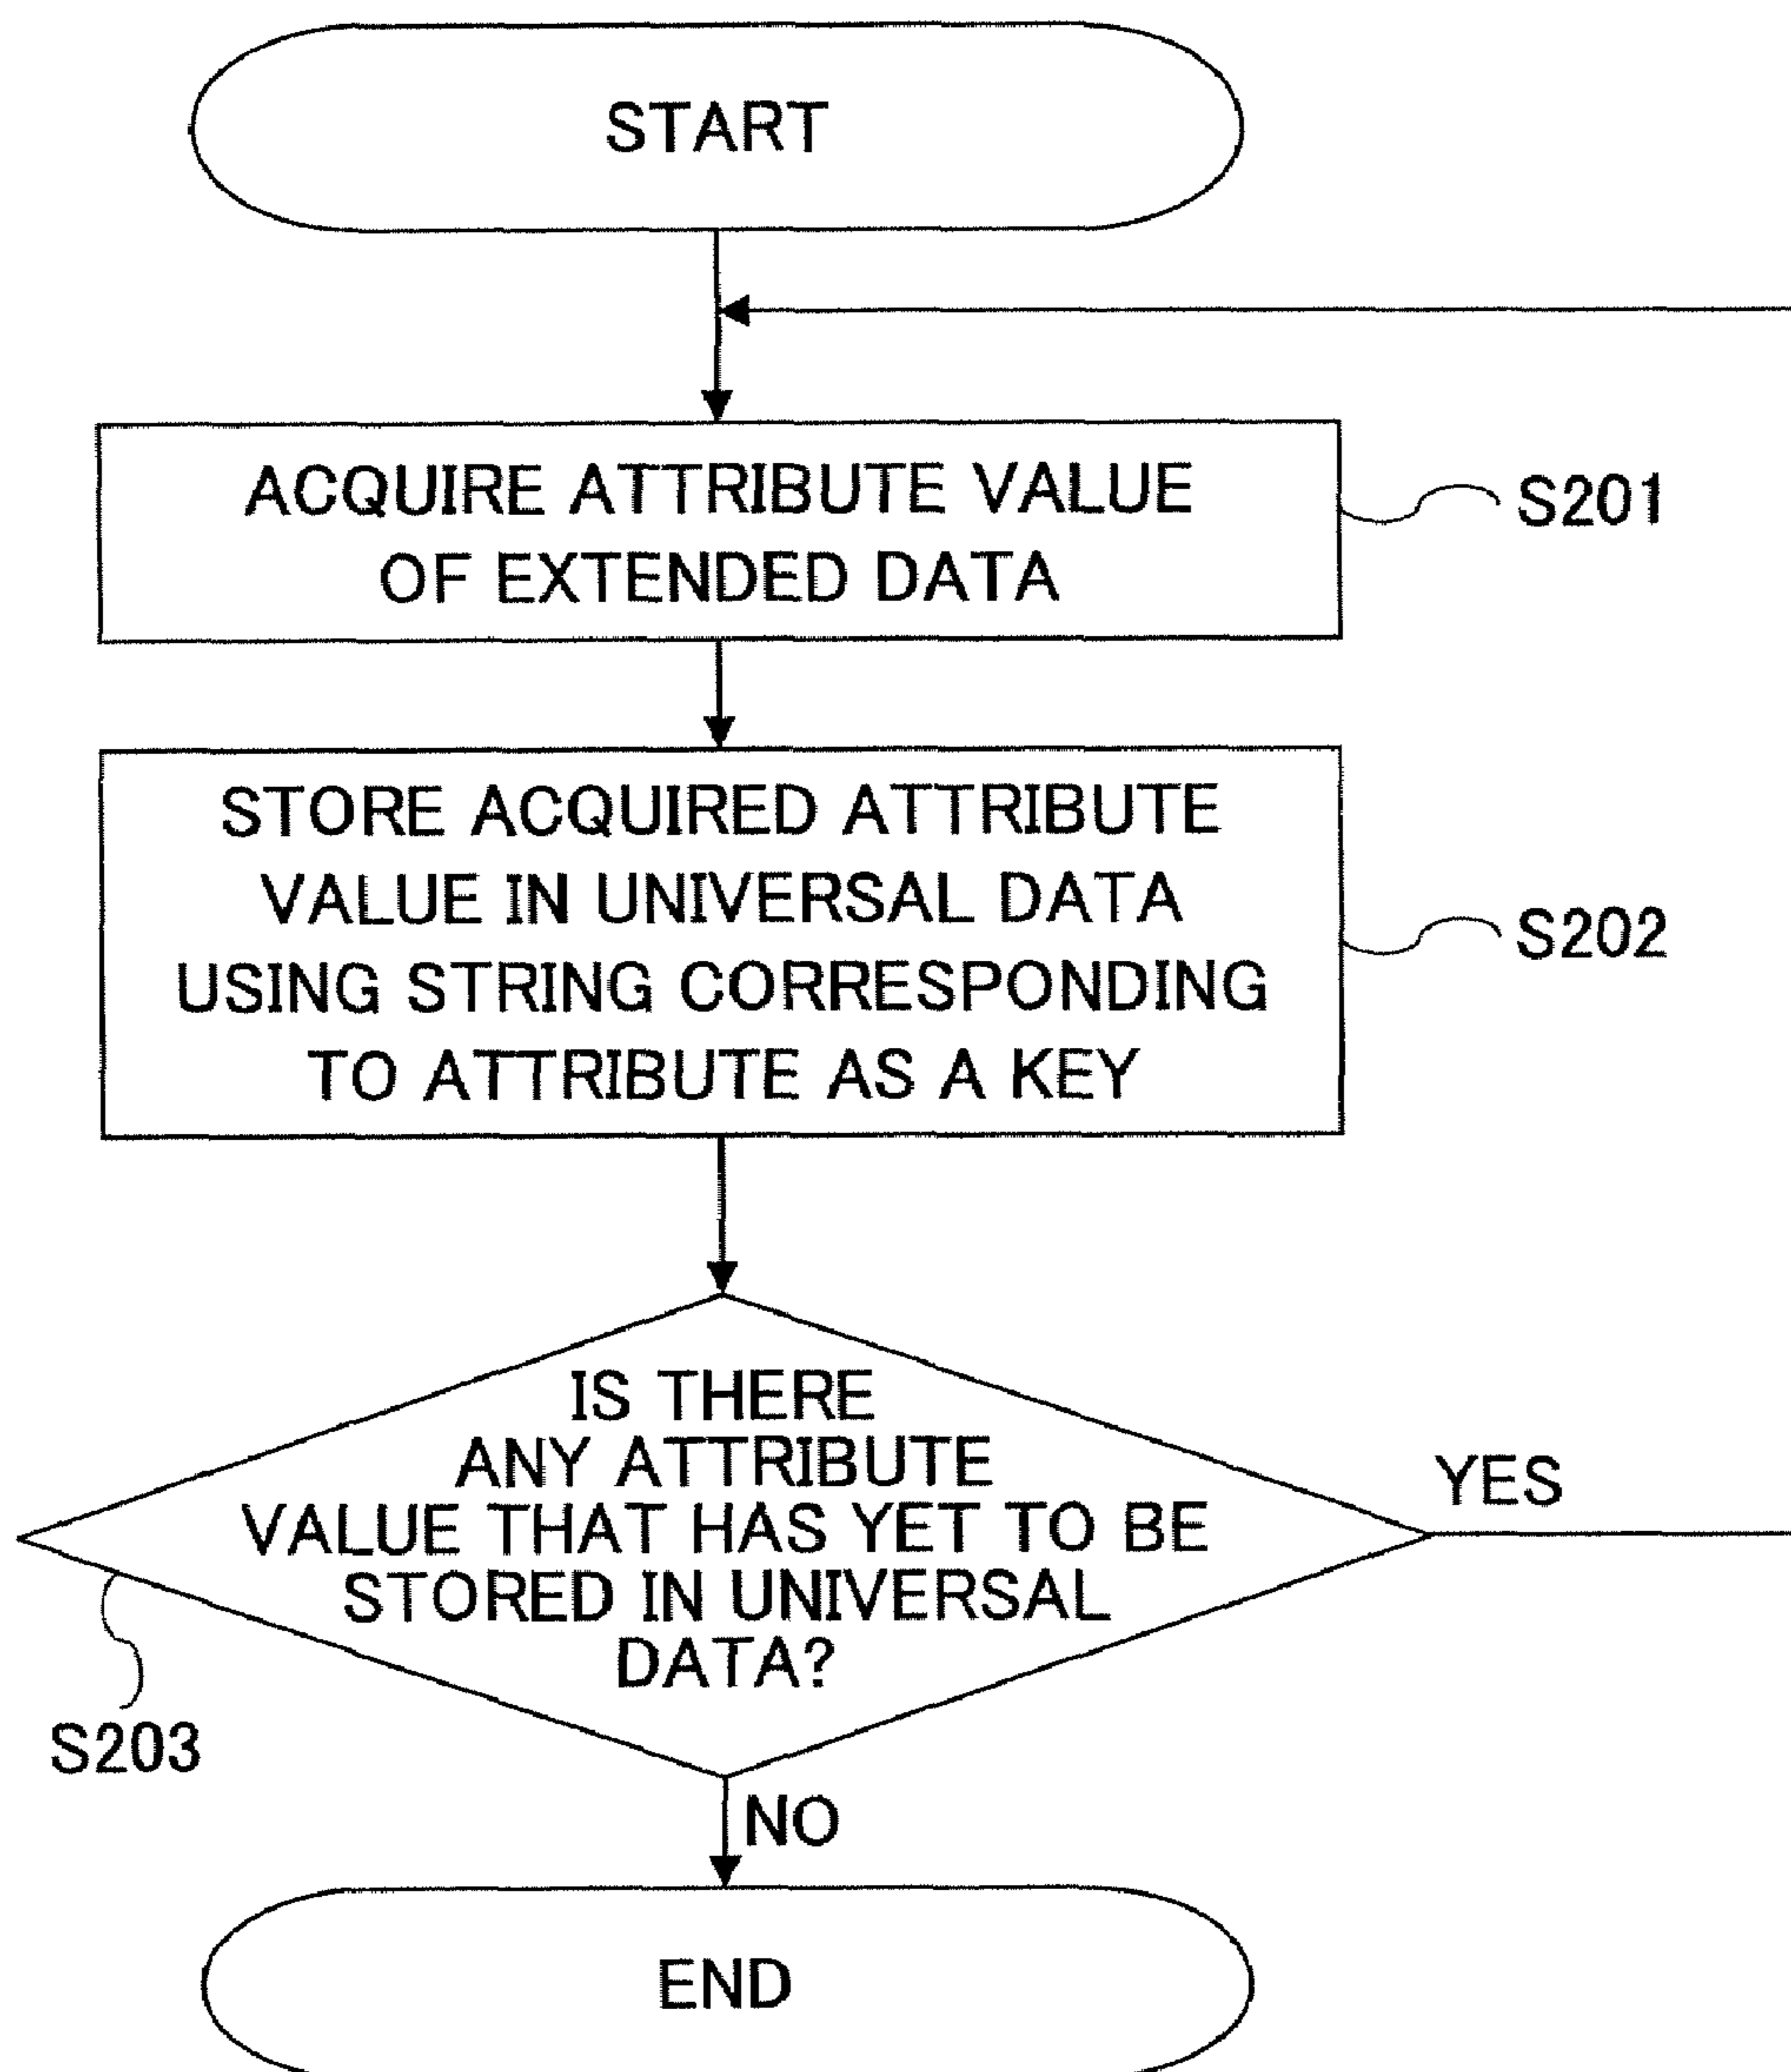 START
ACQUIRE ATTRIBUTE VALUE
OF EXTENDED DATA
S201
STORE ACQUIRED ATTRIBUTE
VALUE IN UNIVERSAL DATA
USING STRING CORRESPONDING
TO ATTRIBUTE AS A KEY
S202
IS THERE
ANY ATTRIBUTE
VALUE THAT HAS YET TO BE
STORED IN UNIVERSAL
DATA?
YES
S203
NO
END